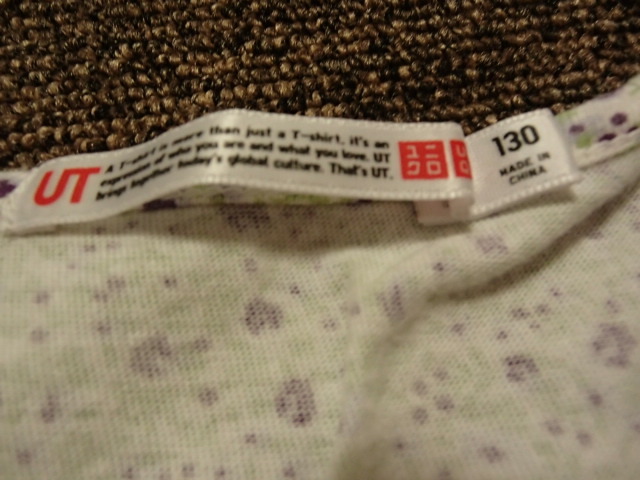 UT
A T-shirt is more than just a T-shirt, it's an
expression of who you are and what you love. UT
brings together today's global culture. That's UT.
ユニ
クロ
130
MADE IN
CHINA